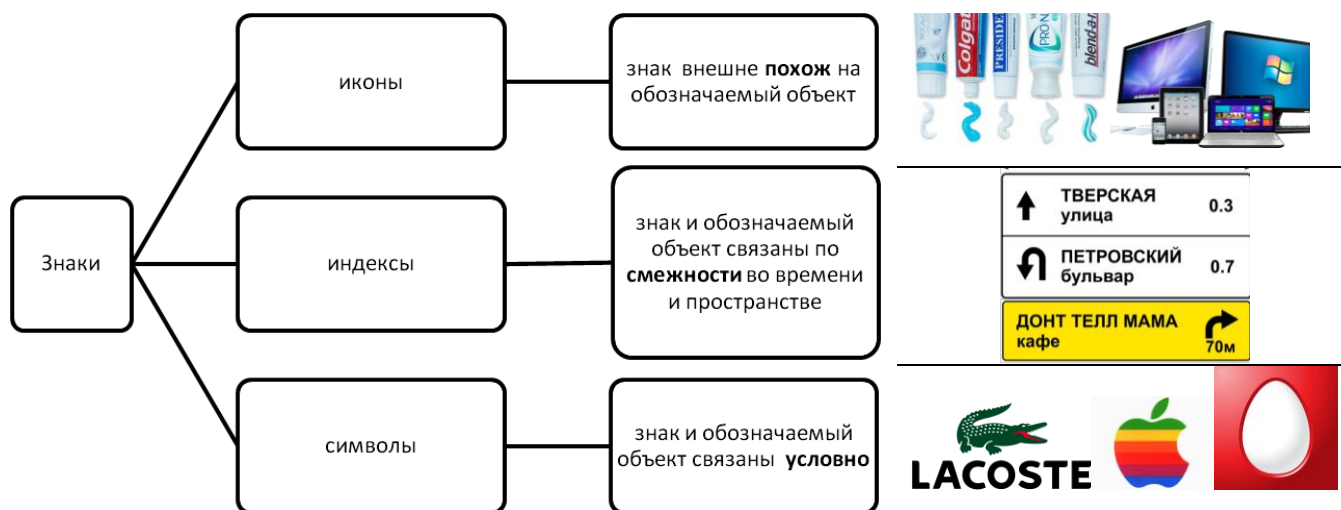 Знаки
иконы
знак внешне похож на
обозначаемый объект
Colgat
PRESIDE
PRO N
blend-a-
индексы
знак и обозначаемый
объект связаны по
смежности во времени
и пространстве
ТВЕРСКАЯ
улица
0.3
ПЕТРОВСКИЙ
бульвар
0.7
ДОНТ ТЕЛЛ МАМА
кафе
70м
символы
знак и обозначаемый
объект связаны условно
LACOSTE